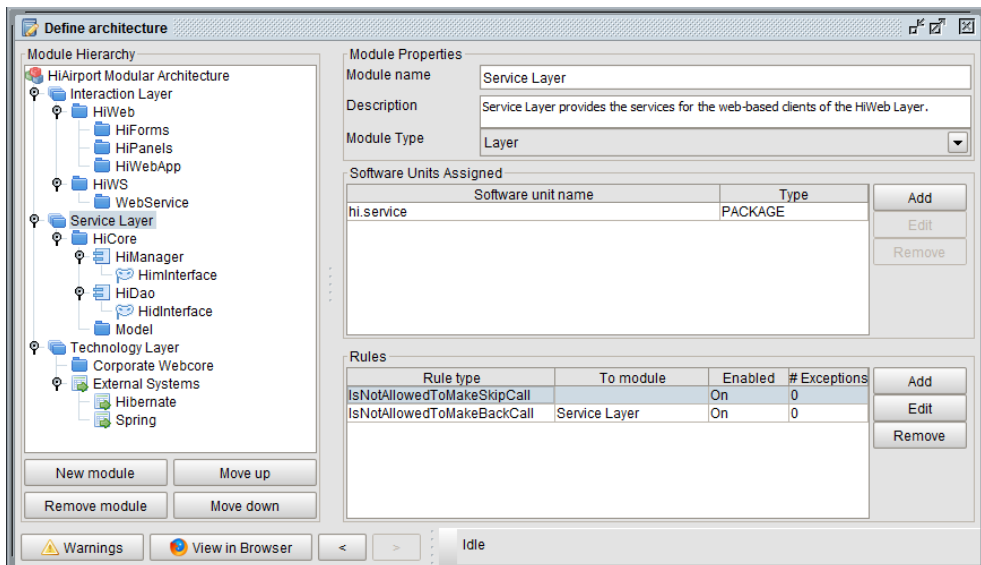 Define architecture
Module Hierarchy
HiAirport Modular Architecture
Interaction Layer
HiWeb
HiForms
HiPanels
HiWebApp
HiWS
WebService
Service Layer
HiCore
HiManager
HimInterface
HiDao
HidInterface
Model
Technology Layer
Corporate Webcore
External Systems
Hibernate
Spring
New module Move up
Remove module Move down
Module Properties
Module name Service Layer
Description Service Layer provides the services for the web-based clients of the HiWeb Layer.
Module Type Layer
Software Units Assigned
Software unit name Type
hi.service PACKAGE
Add
Edit
Remove
Rules
Rule type To module Enabled # Exceptions
IsNotAllowedToMakeSkipCall On 0
IsNotAllowedToMakeBackCall Service Layer On 0
Add
Edit
Remove
Warnings View in Browser < > Idle